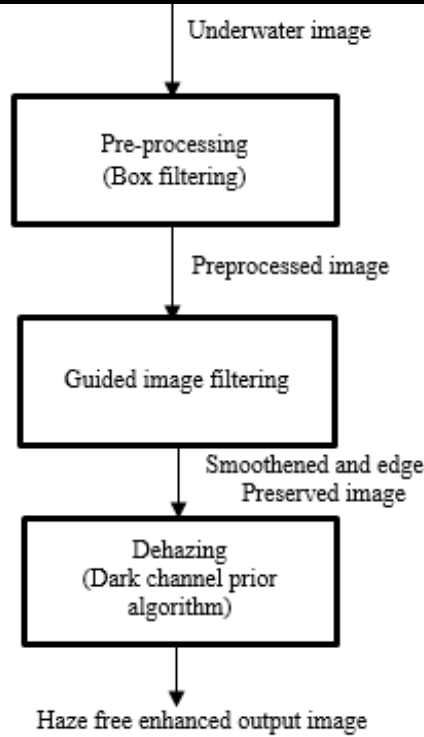 Underwater image
Pre-processing
(Box filtering)
Preprocessed image
Guided image filtering
Smoothened and edge
Preserved image
Dehazing
(Dark channel prior
algorithm)
Haze free enhanced output image